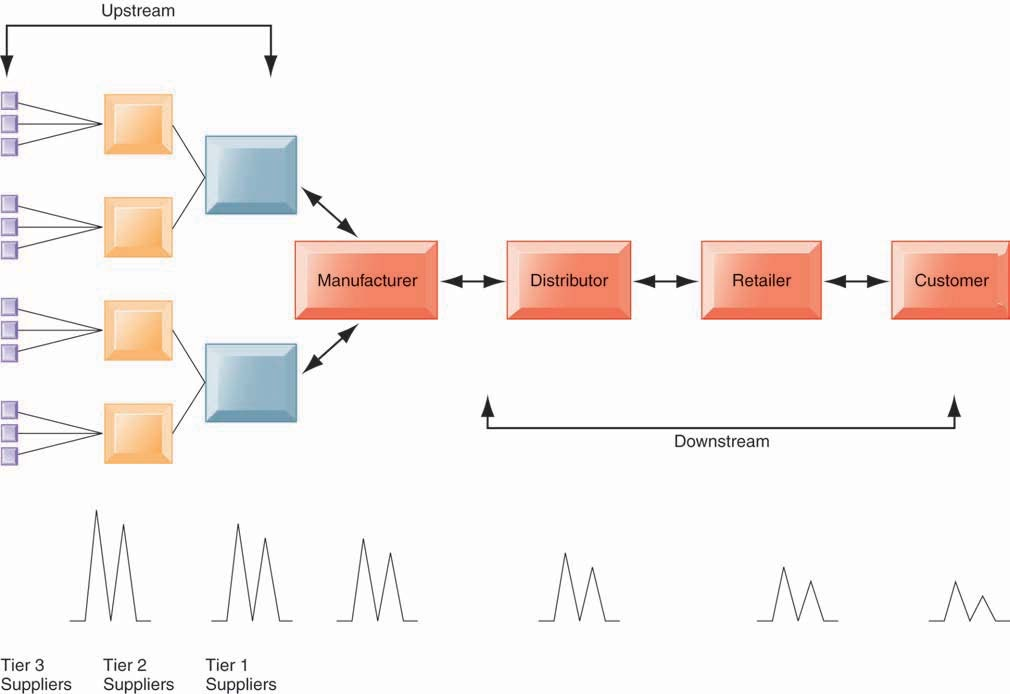 Upstream
Manufacturer
Distributor
Retailer
Customer
Downstream
Tier 3
Suppliers
Tier 2
Suppliers
Tier 1
Suppliers